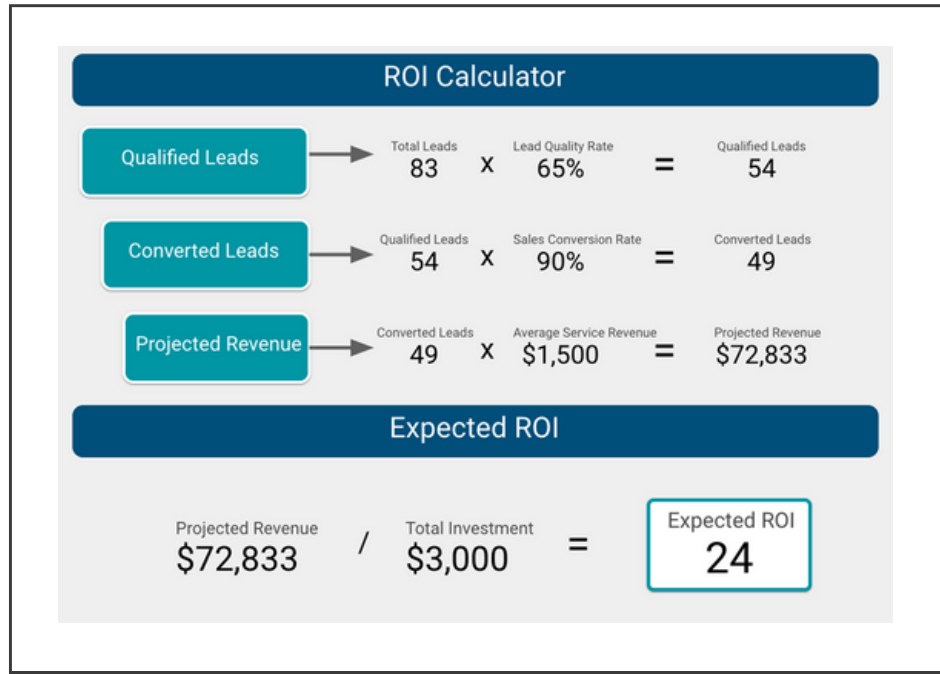 ROI Calculator
Qualified Leads
Total Leads Lead Quality Rate Qualified Leads
83 x 65% = 54
Converted Leads
Qualified Leads Sales Conversion Rate Converted Leads
54 x 90% = 49
Projected Revenue
Converted Leads Average Service Revenue Projected Revenue
49 x $1,500 = $72,833
Expected ROI
Projected Revenue Total Investment Expected ROI
$72,833 / $3,000 = 24